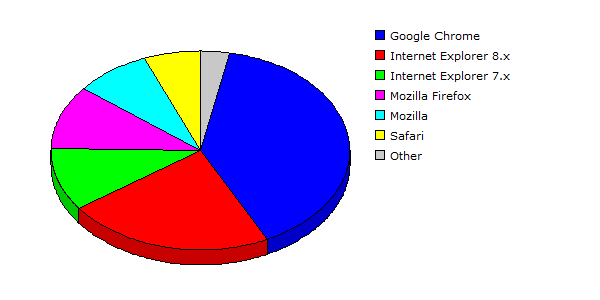 Google Chrome
Internet Explorer 8.x
Internet Explorer 7.x
Mozilla Firefox
Mozilla
Safari
Other